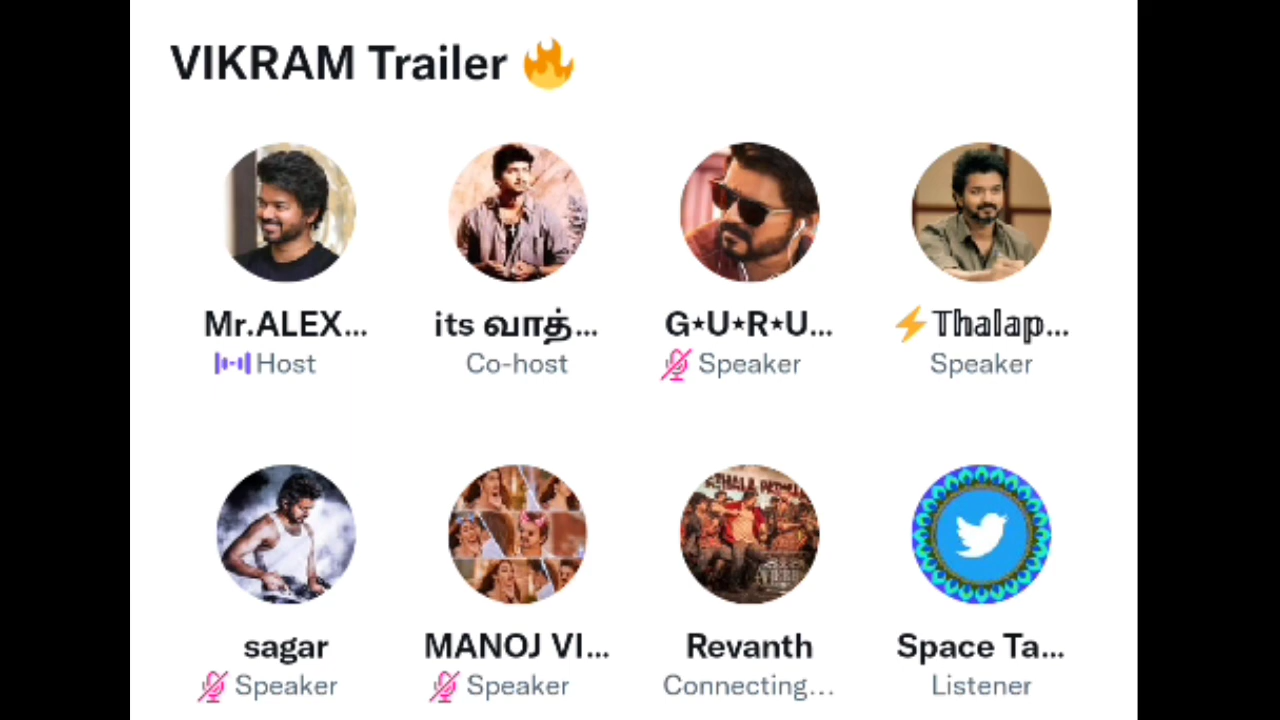 VIKRAM Trailer 🔥
Mr.ALEX... its வாத்... G⋆U⋆R⋆U... ⚡𝕋𝕙𝕒𝕝𝕒𝕡...
Host Co-host Speaker Speaker
sagar MANOJ VI... Revanth Space Ta...
Speaker Speaker Connecting... Listener